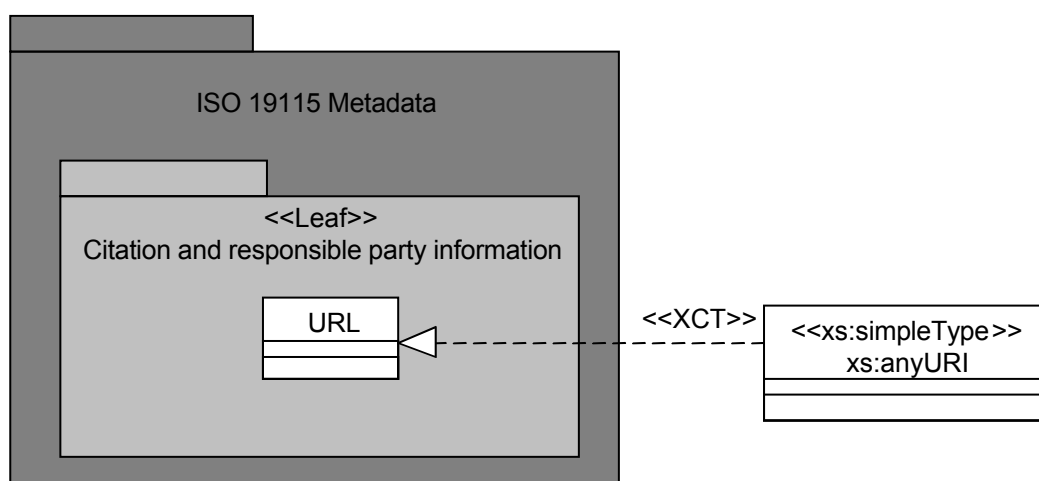 ISO 19115 Metadata
<<Leaf>>
Citation and responsible party information
URL
<<XCT>>
<<xs:simpleType>>
xs:anyURI